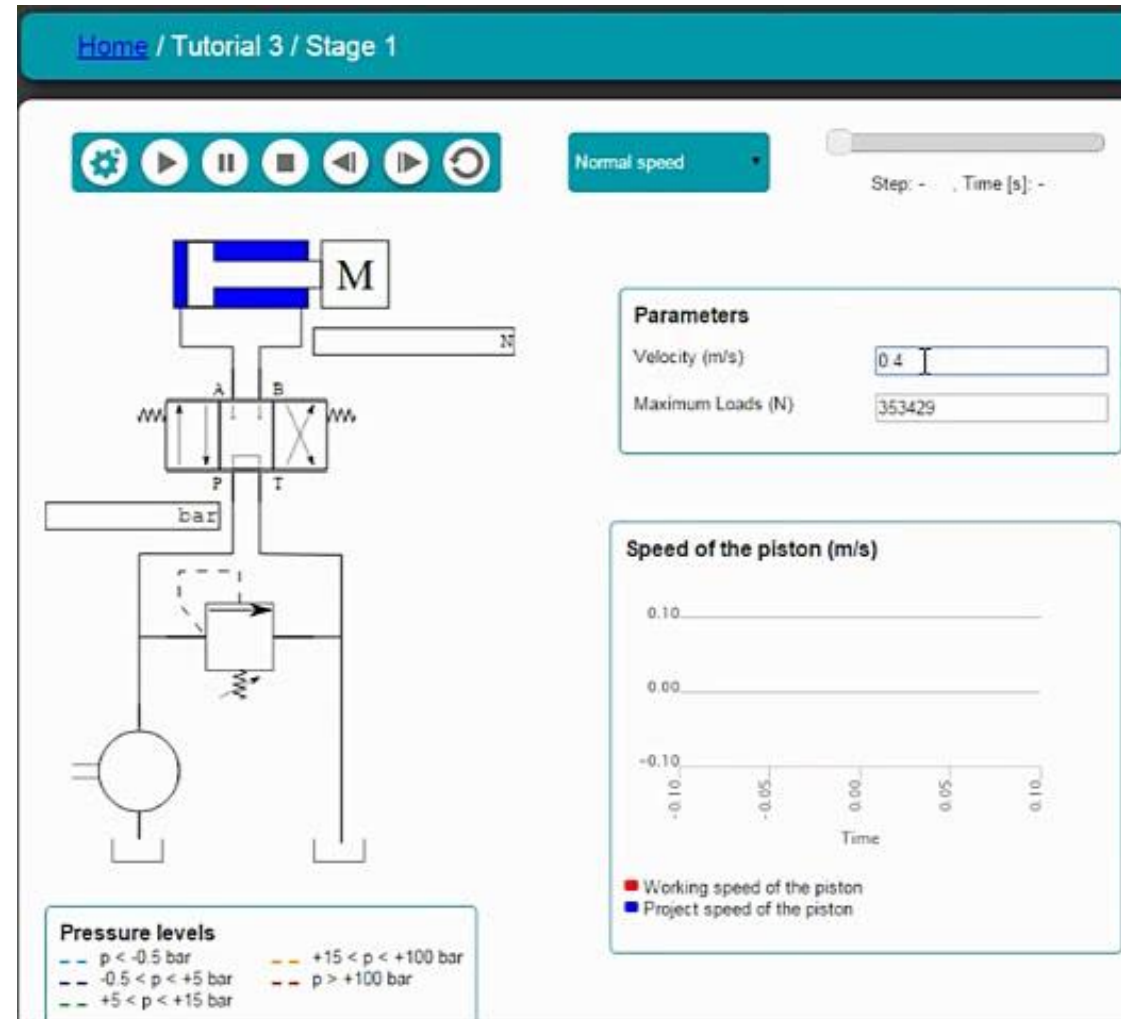 Home / Tutorial 3 / Stage 1
Normal speed
Step: - , Time [s]: -
M
N
A B
P T
bar
Parameters
Velocity (m/s) 0.4
Maximum Loads (N) 353429
Speed of the piston (m/s)
0.10
0.00
-0.10
-0.10 -0.05 0.00 0.05 0.10
Time
Working speed of the piston
Project speed of the piston
Pressure levels
p < -0.5 bar
-0.5 < p < +5 bar
+5 < p < +15 bar
+15 < p < +100 bar
p > +100 bar